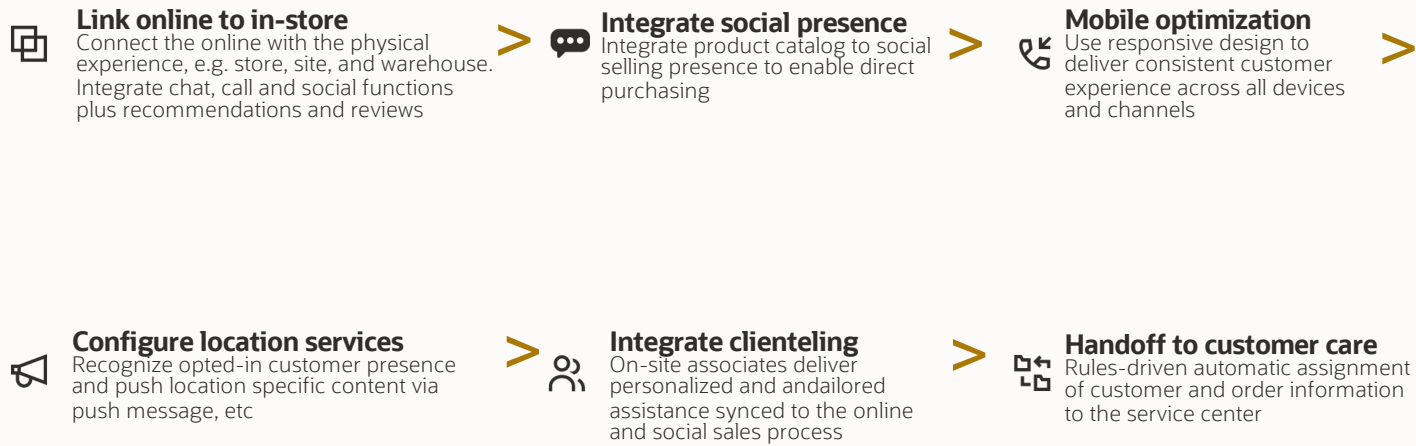 Link online to in-store
Connect the online with the physical
experience, e.g. store, site, and warehouse.
Integrate chat, call and social functions
plus recommendations and reviews
>
Integrate social presence
Integrate product catalog to social
selling presence to enable direct
purchasing
>
Mobile optimization
Use responsive design to
deliver consistent customer
experience across all devices
and channels
>
Configure location services
Recognize opted-in customer presence
and push location specific content via
push message, etc
>
Integrate clienteling
On-site associates deliver
personalized and andailored
assistance synced to the online
and social sales process
>
Handoff to customer care
Rules-driven automatic assignment
of customer and order information
to the service center